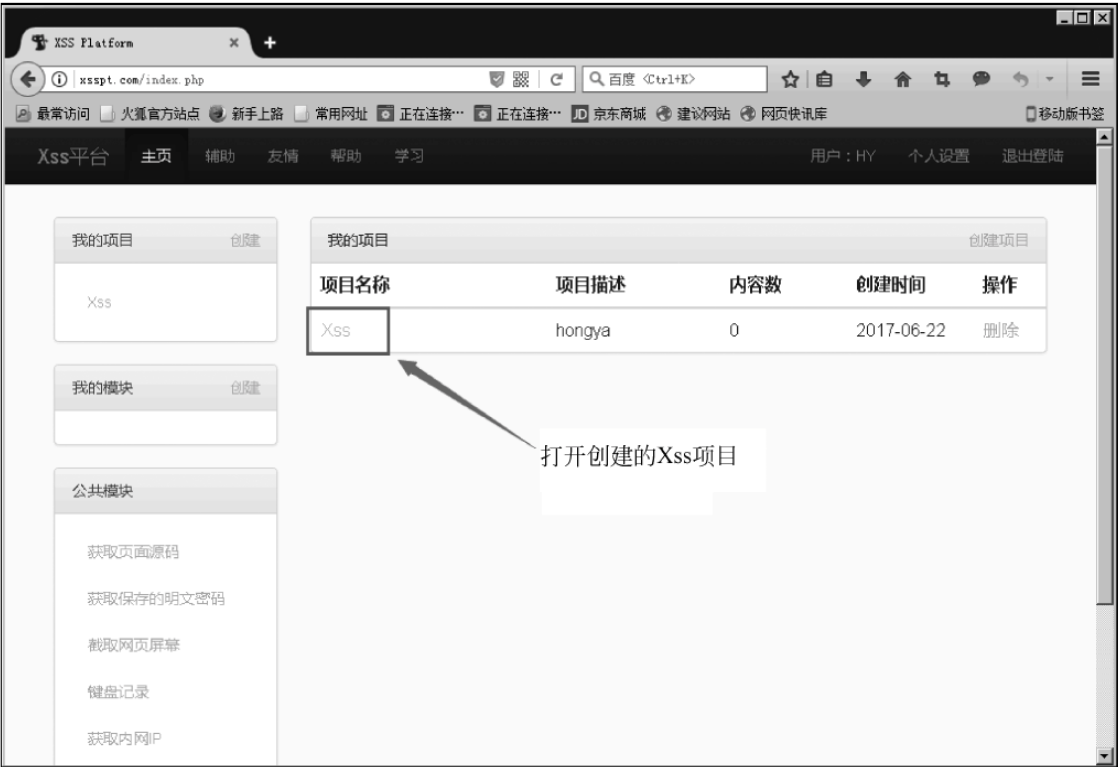 XSS Platform
xsspt.com/index.php
百度 <Ctrl+K>
最常访问 火狐官方站点 新手上路 常用网址 正在连接… 正在连接… JD 京东商城 建议网站 网页快讯库 移动版书签
Xss平台 主页 辅助 友情 帮助 学习 用户：HY 个人设置 退出登陆
我的项目 创建
Xss
我的模块 创建
公共模块
获取页面源码
获取保存的明文密码
截取网页屏幕
键盘记录
获取内网IP
我的项目 创建项目
项目名称 项目描述 内容数 创建时间 操作
Xss hongya 0 2017-06-22 删除
打开创建的Xss项目